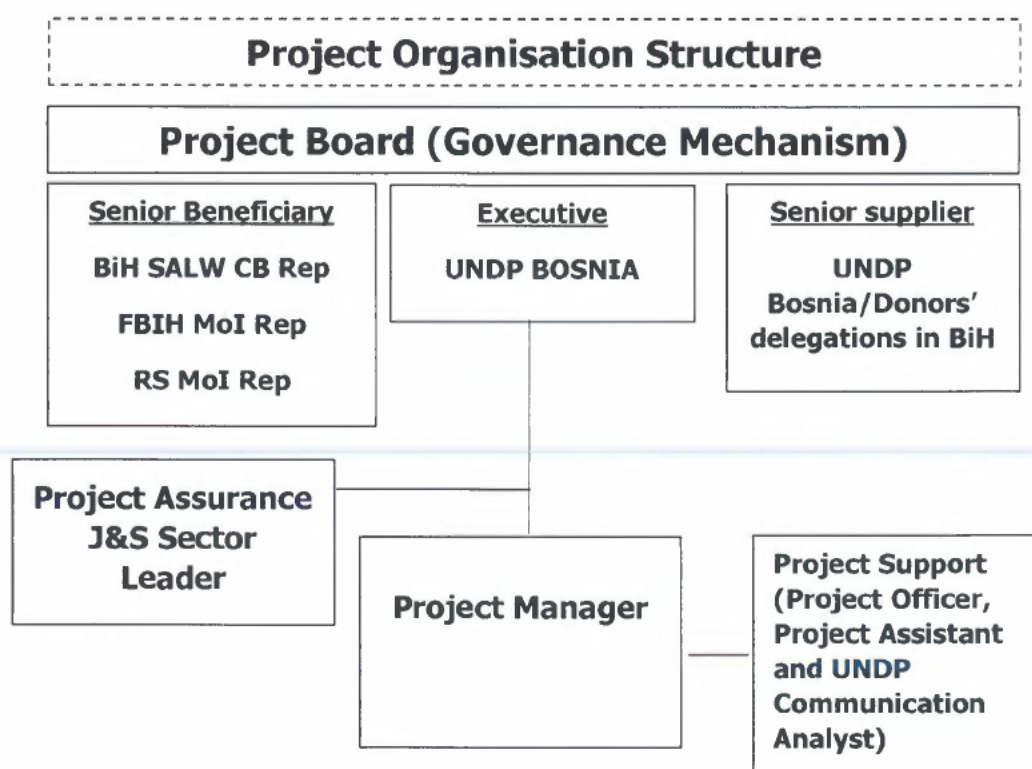 Project Organisation Structure
Project Board (Governance Mechanism)
Senior Beneficiary
BiH SALW CB Rep
FBIH MoI Rep
RS MoI Rep
Executive
UNDP BOSNIA
Senior supplier
UNDP
Bosnia/Donors’
delegations in BiH
Project Assurance
J&S Sector
Leader
Project Manager
Project Support
(Project Officer,
Project Assistant
and UNDP
Communication
Analyst)